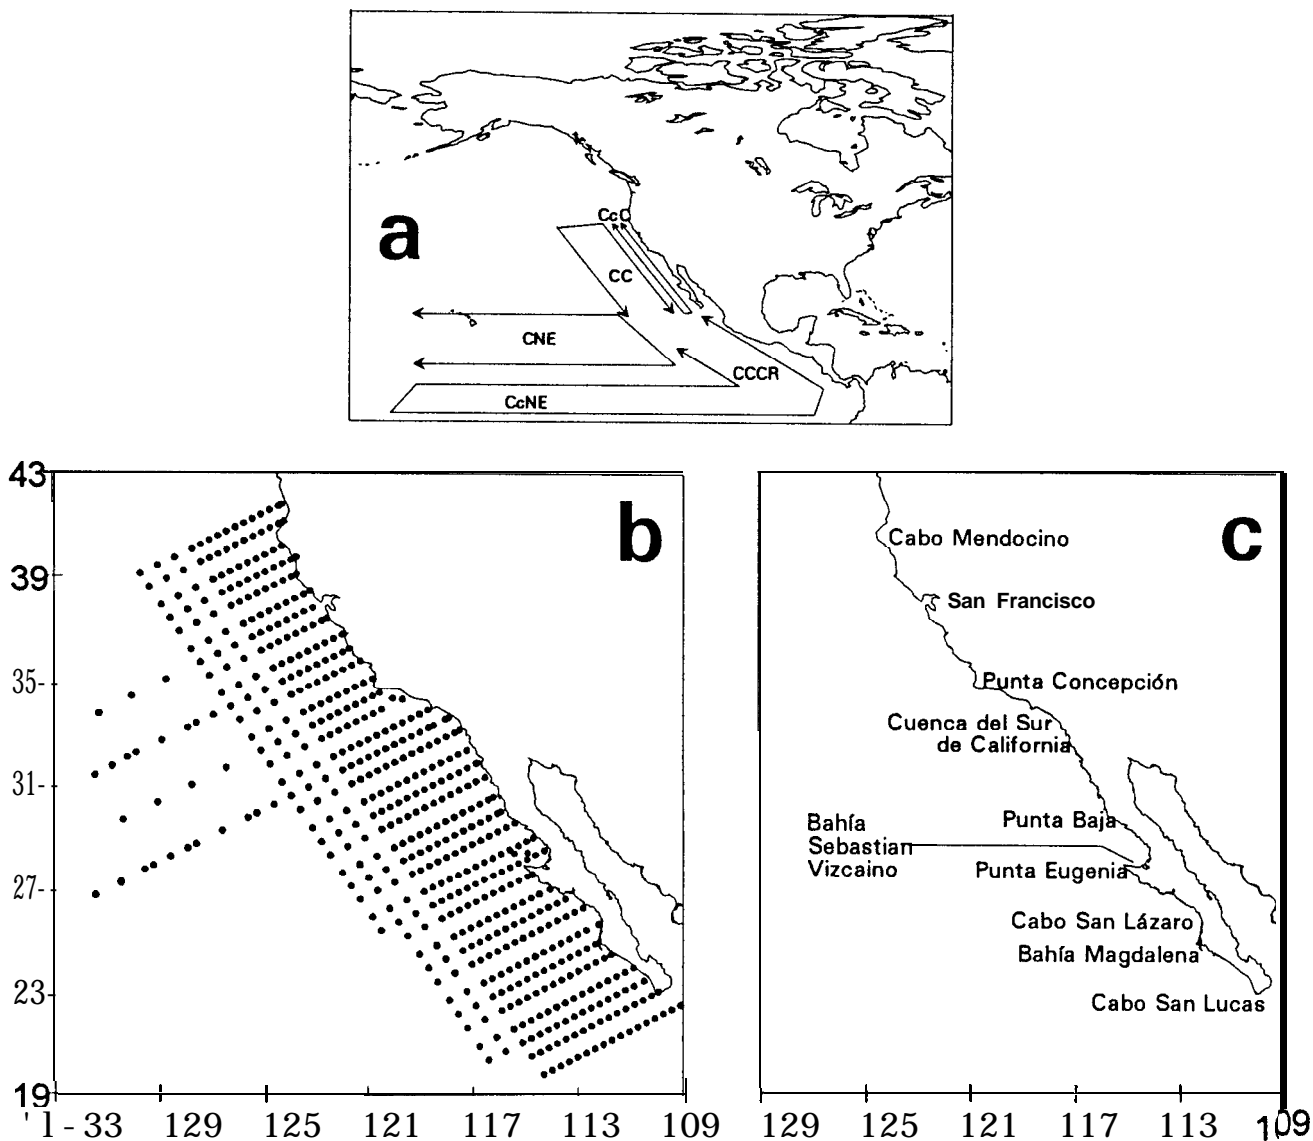 a
CcC
CC
CNE
CCCR
CcNE
43
39
35-
31-
27-
23
19
b
'1-33 129 125 121 117 113 109
c
Cabo Mendocino
San Francisco
Punta Concepción
Cuenca del Sur
de California
Punta Baja
Bahía
Sebastian
Vizcaino
Punta Eugenia
Cabo San Lázaro
Bahía Magdalena
Cabo San Lucas
129 125 121 117 113 109